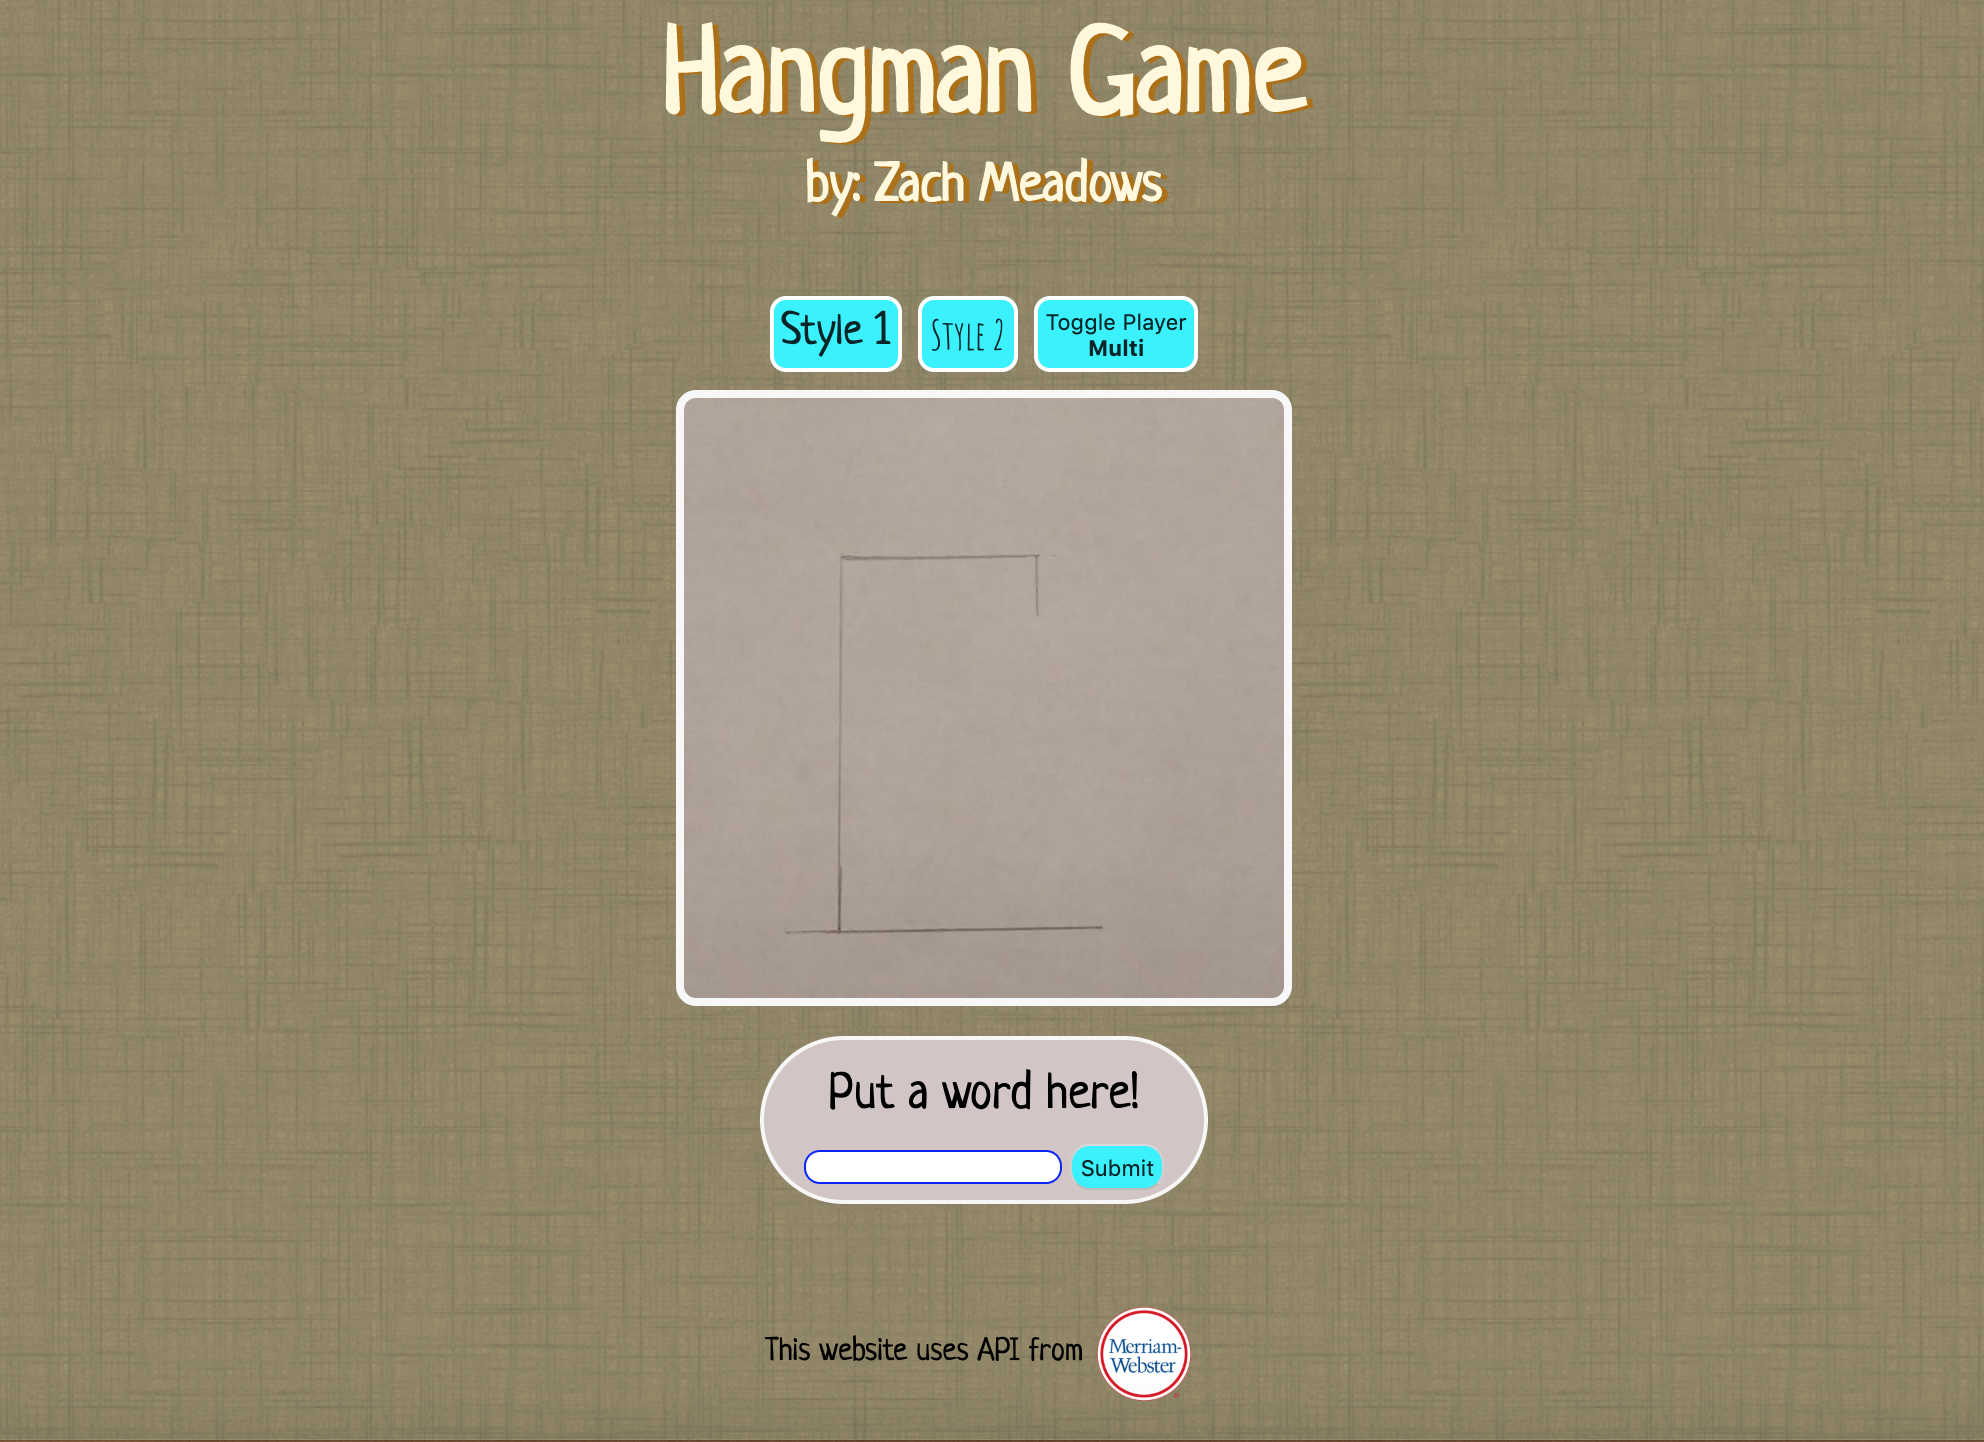 Hangman Game
by: Zach Meadows
Style 1
Style 2
Toggle Player
Multi
Put a word here!
Submit
This website uses API from
Merriam-
Webster